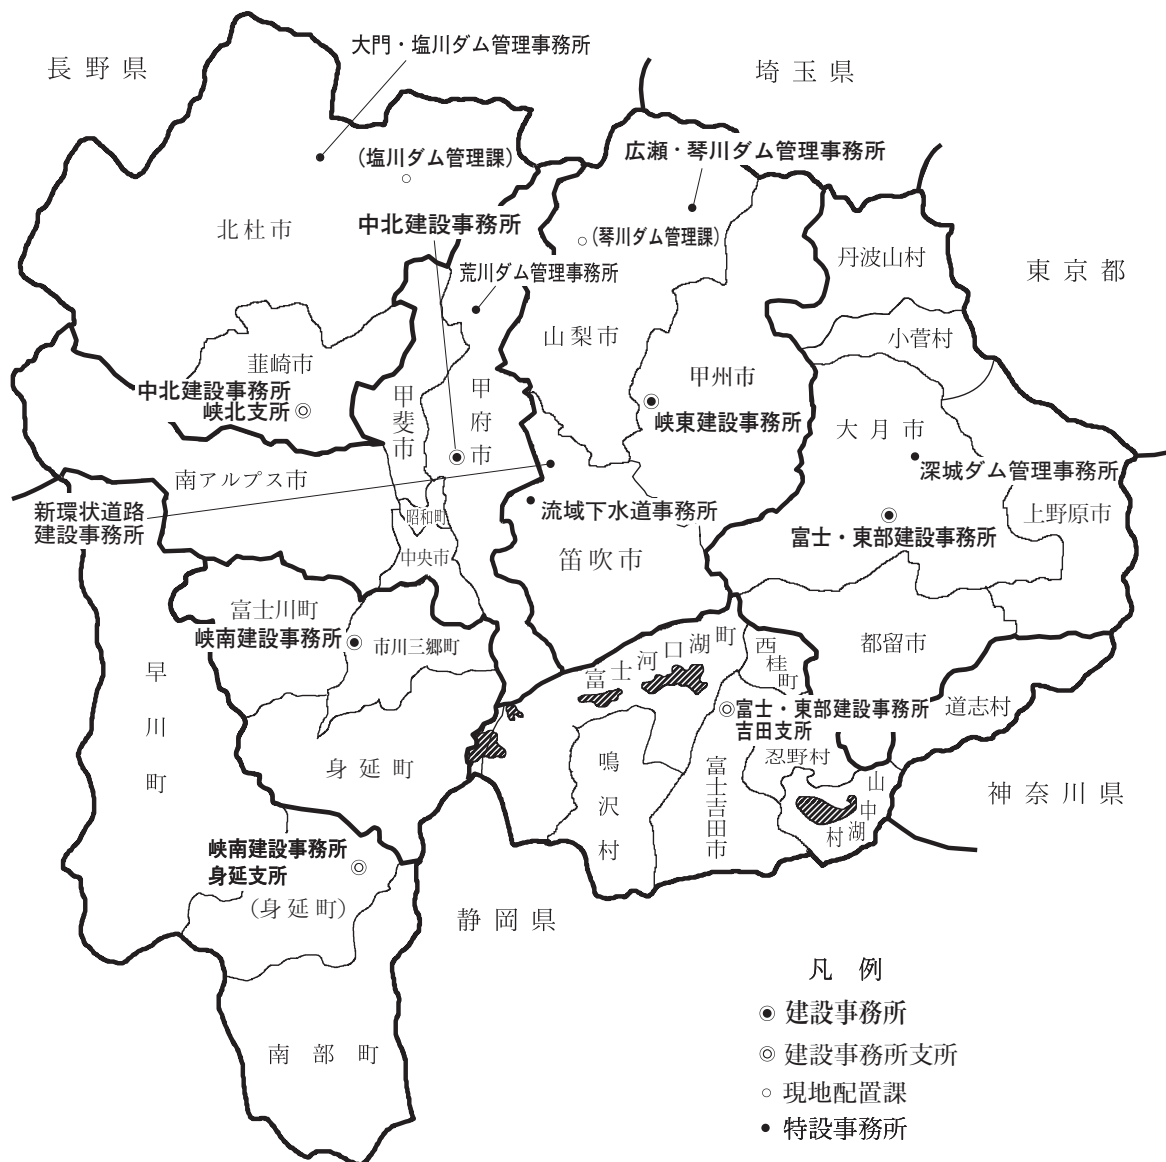 長野県
大門・塩川ダム管理事務所
埼玉県
(塩川ダム管理課)
広瀬・琴川ダム管理事務所
北杜市
中北建設事務所
(琴川ダム管理課)
丹波山村
東京都
荒川ダム管理事務所
山梨市
小菅村
韮崎市
中北建設事務所
峡北支所
甲斐市
甲府市
甲州市
峡東建設事務所
大月市
深城ダム管理事務所
南アルプス市
新環状道路
建設事務所
昭和町
流域下水道事務所
上野原市
富士・東部建設事務所
中央市
笛吹市
富士川町
峡南建設事務所
市川三郷町
富士河口湖町
西桂町
都留市
早川町
富士・東部建設事務所
吉田支所
道志村
身延町
鳴沢村
富士吉田市
忍野村
山中湖村
神奈川県
峡南建設事務所
身延支所
(身延町)
静岡県
南部町
凡例
建設事務所
建設事務所支所
現地配置課
特設事務所